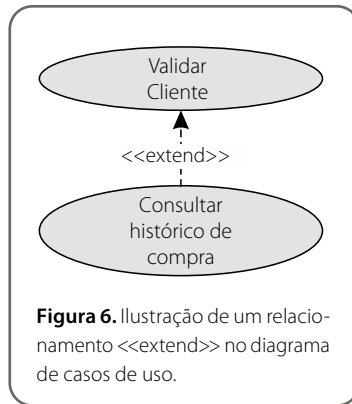 Validar
Cliente
<<extend>>
Consultar
histórico de
compra
Figura 6. Ilustração de um relacio-
namento <<extend>> no diagrama
de casos de uso.